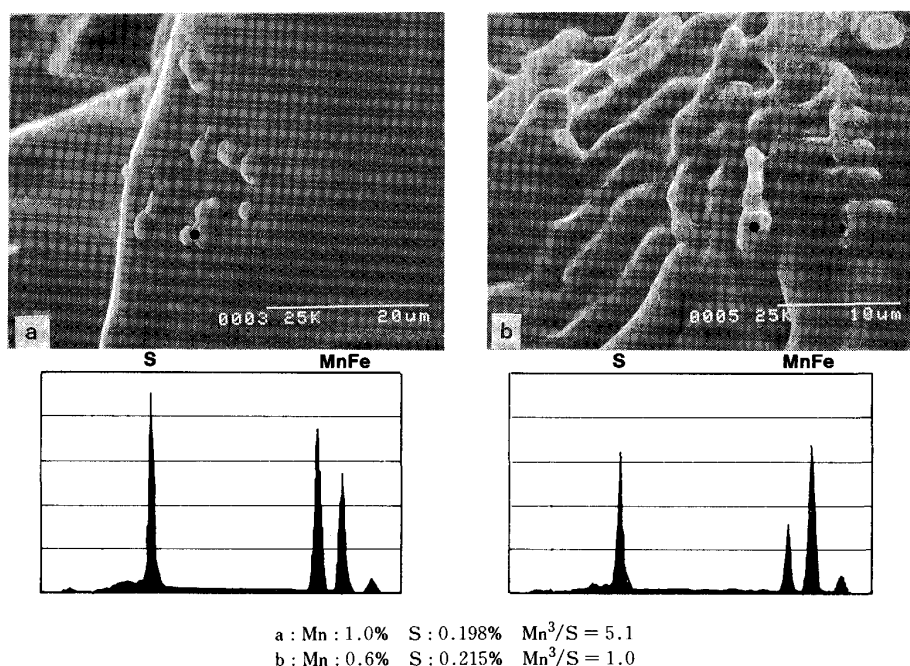 0003 25K 20um
a
0005 25K 10um
b
S MnFe
S MnFe
a : Mn : 1.0% S : 0.198% Mn³/S = 5.1
b : Mn : 0.6% S : 0.215% Mn³/S = 1.0